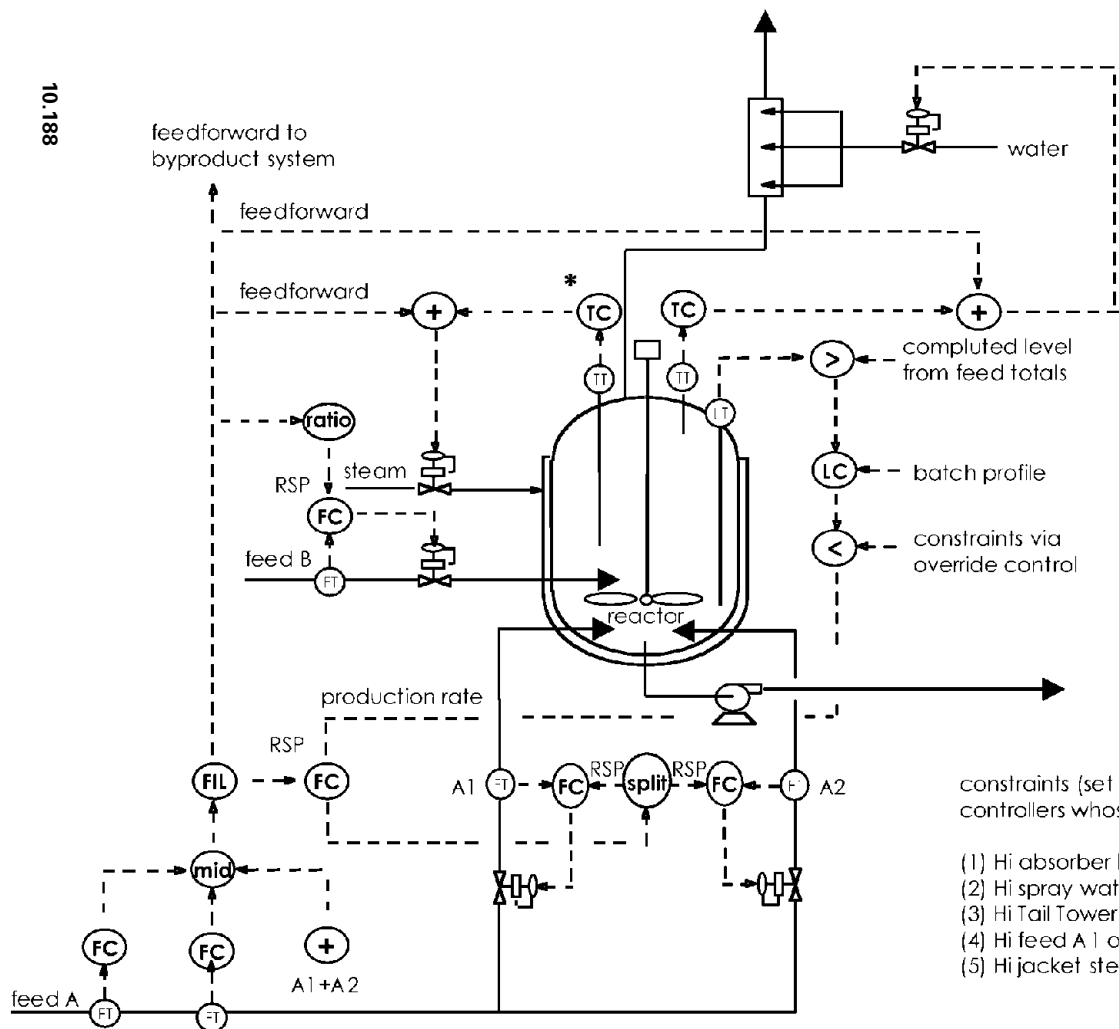 10.188
feedforward to
byproduct system
water
feedforward
feedforward
*
+
TC
TC
+
TT
TT
>
compluted level
from feed totals
LT
ratio
steam
RSP
LC
batch profile
FC
<
constraints via
override control
feed B
FT
reactor
production rate
RSP
FIL
FC
A1
FT
FC
RSP
split
RSP
FC
A2
constraints (set
controllers whos
mid
(1) Hi absorber
(2) Hi spray wat
(3) Hi Tail Tower
(4) Hi feed A1 o
(5) Hi jacket ste
FC
FC
+
A1+A2
feed A
FT
FT